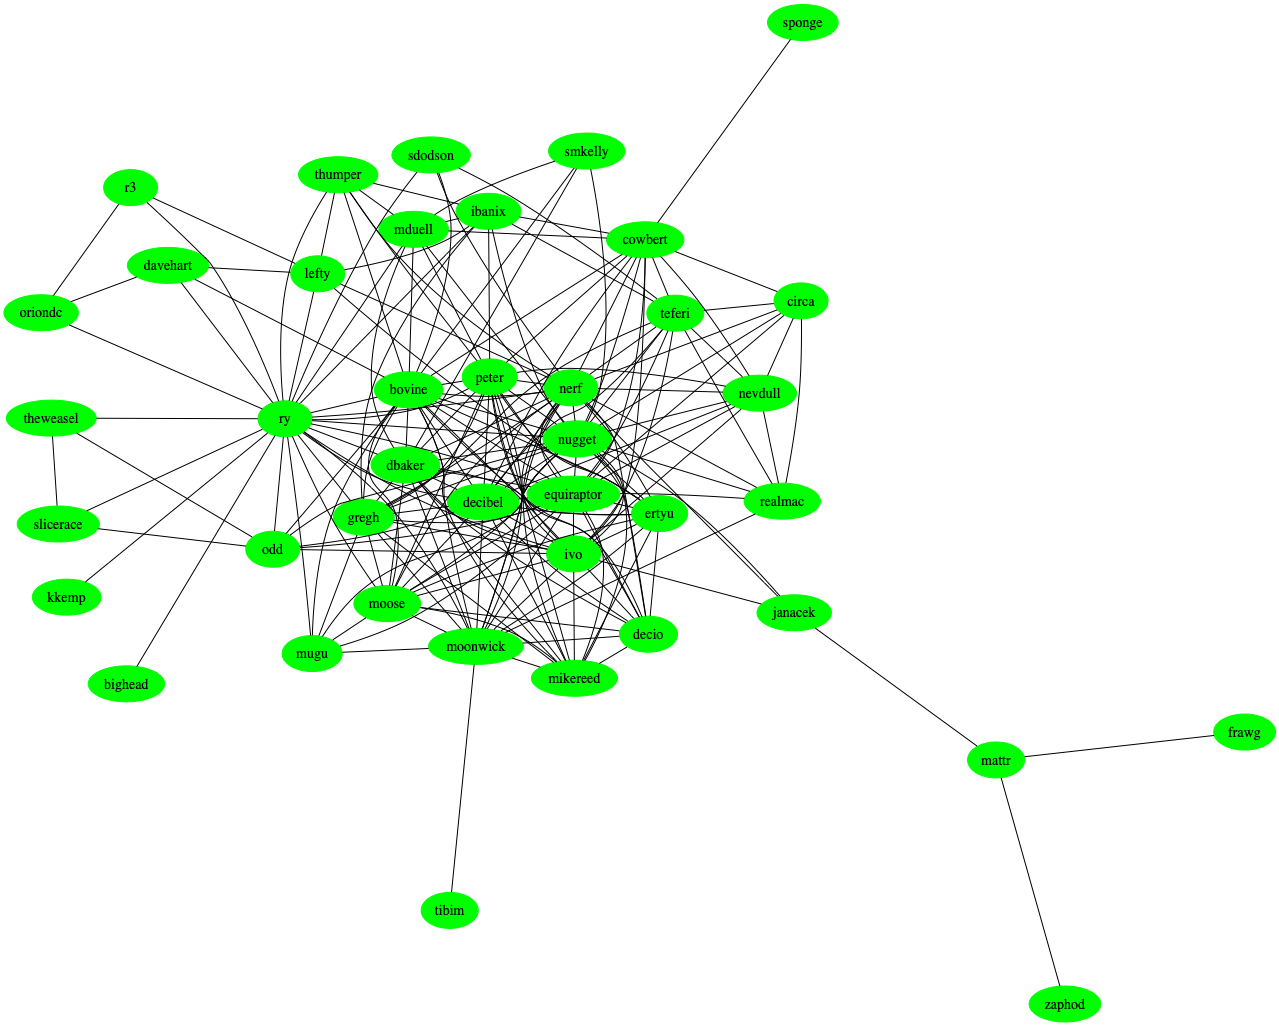 sponge
smkelly
sdodson
thumper
r3
ibanix
mduell
cowbert
davehart
lefty
circa
oriondc
teferi
peter
nerf
bovine
nevdull
theweasel
ry
nugget
dbaker
equiraptor
decibel
realmac
ertyu
gregh
slicerace
odd
ivo
kkemp
moose
janacek
decio
moonwick
mugu
mikereed
bighead
frawg
mattr
tibim
zaphod